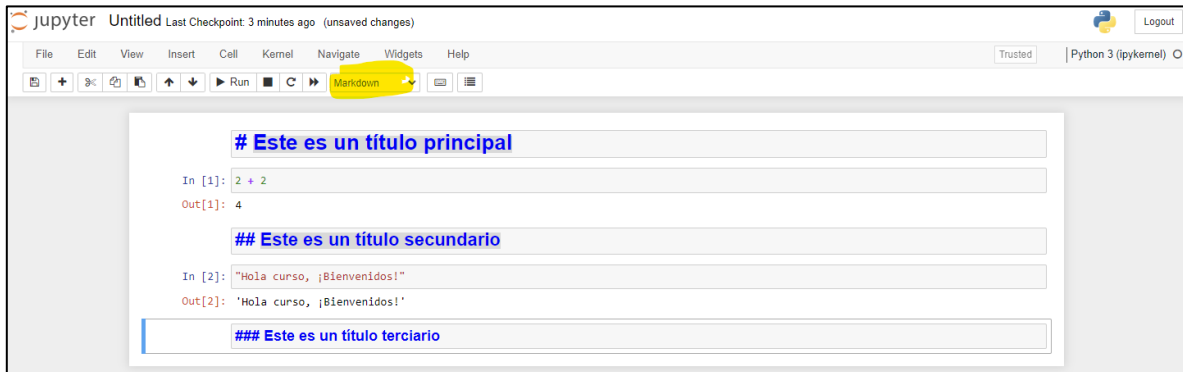 jupyter Untitled Last Checkpoint: 3 minutes ago (unsaved changes)
Logout
File Edit View Insert Cell Kernel Navigate Widgets Help
Trusted
Python 3 (ipykernel)
Run
Markdown
# Este es un título principal
In [1]: 2 + 2
Out[1]: 4
## Este es un título secundario
In [2]: "Hola curso, ¡Bienvenidos!"
Out[2]: 'Hola curso, ¡Bienvenidos!'
### Este es un título terciario